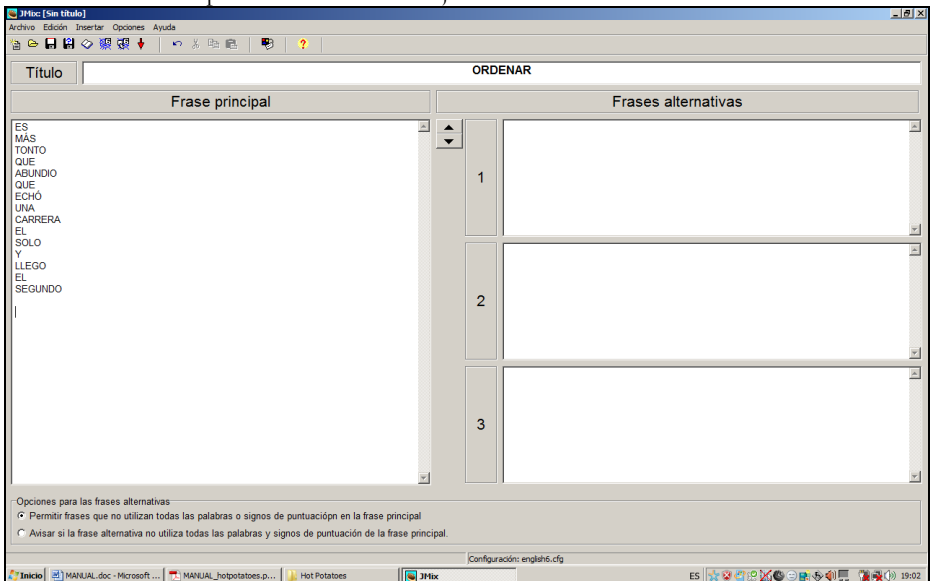 JMix: [Sin título]
Archivo Edición Insertar Opciones Ayuda
Título
ORDENAR
Frase principal
Frases alternativas
ES
MÁS
TONTO
QUE
ABUNDIO
QUE
ECHÓ
UNA
CARRERA
EL
SOLO
Y
LLEGO
EL
SEGUNDO
1
2
3
Opciones para las frases alternativas
Permitir frases que no utilizan todas las palabras o signos de puntuaciópn en la frase principal
Avisar si la frase alternativa no utiliza todas las palabras y signos de puntuación de la frase principal.
Configuración: english6.cfg
Inicio MANUAL.doc - Microsoft ... MANUAL_hotpotatoes.p... Hot Potatoes JMix ES 19:02